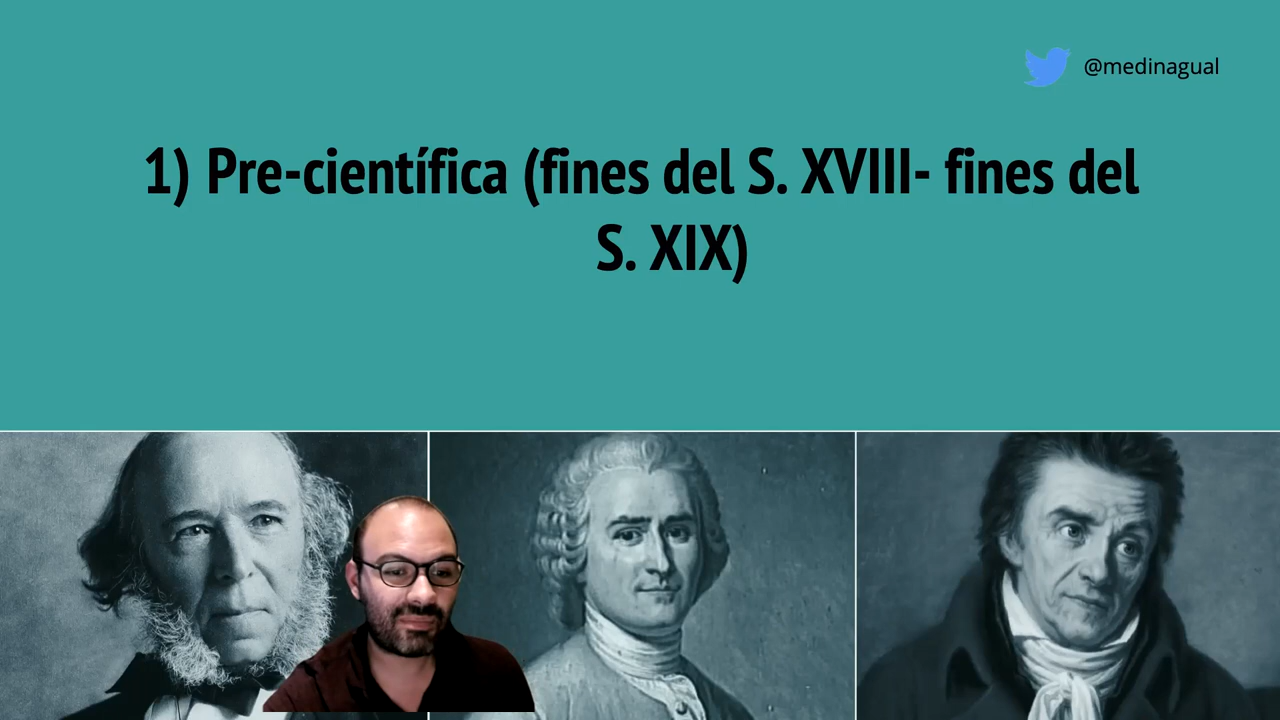 @medinagual
1) Pre-científica (fines del S. XVIII- fines del
S. XIX)